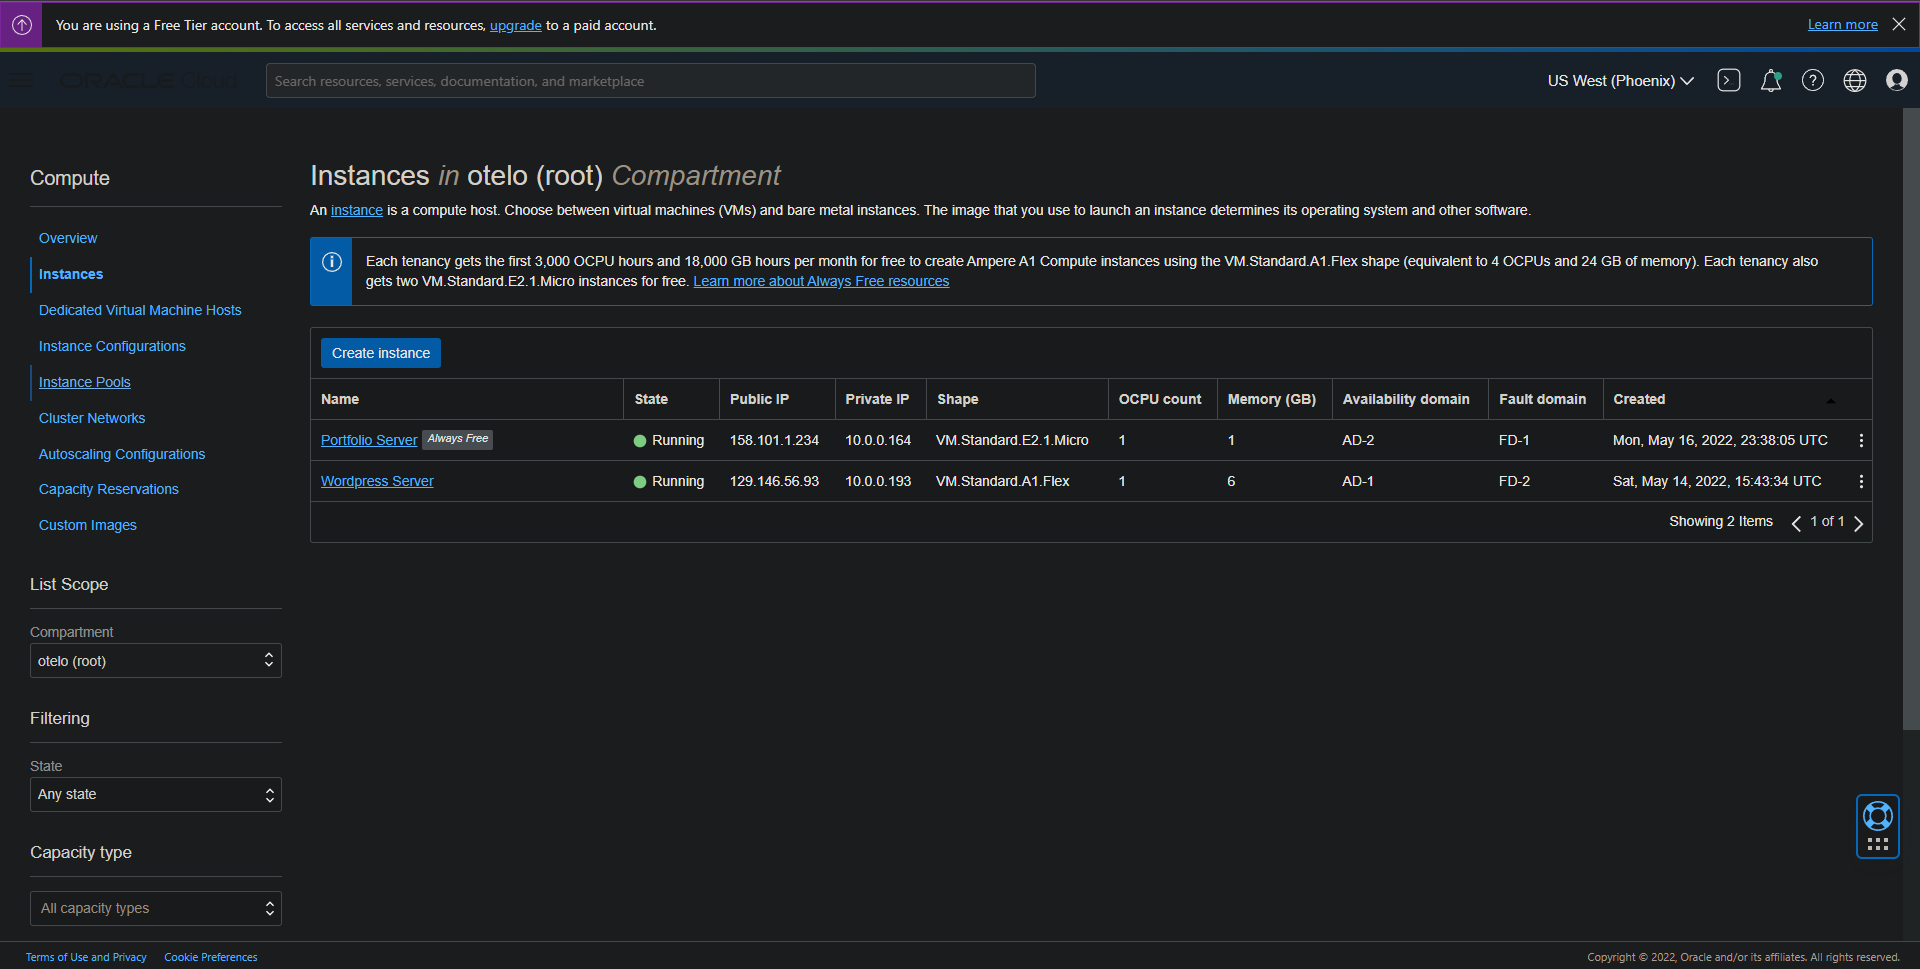 You are using a Free Tier account. To access all services and resources, upgrade to a paid account.
Learn more
ORACLE Cloud
Search resources, services, documentation, and marketplace
US West (Phoenix)
Compute
Overview
Instances
Dedicated Virtual Machine Hosts
Instance Configurations
Instance Pools
Cluster Networks
Autoscaling Configurations
Capacity Reservations
Custom Images
List Scope
Compartment
otelo (root)
Filtering
State
Any state
Capacity type
All capacity types
Instances in otelo (root) Compartment
An instance is a compute host. Choose between virtual machines (VMs) and bare metal instances. The image that you use to launch an instance determines its operating system and other software.
Each tenancy gets the first 3,000 OCPU hours and 18,000 GB hours per month for free to create Ampere A1 Compute instances using the VM.Standard.A1.Flex shape (equivalent to 4 OCPUs and 24 GB of memory). Each tenancy also
gets two VM.Standard.E2.1.Micro instances for free. Learn more about Always Free resources
Create instance
Name State Public IP Private IP Shape OCPU count Memory (GB) Availability domain Fault domain Created
Portfolio Server Always Free Running 158.101.1.234 10.0.0.164 VM.Standard.E2.1.Micro 1 1 AD-2 FD-1 Mon, May 16, 2022, 23:38:05 UTC
Wordpress Server Running 129.146.56.93 10.0.0.193 VM.Standard.A1.Flex 1 6 AD-1 FD-2 Sat, May 14, 2022, 15:43:34 UTC
Showing 2 Items 1 of 1
Terms of Use and Privacy Cookie Preferences
Copyright © 2022, Oracle and/or its affiliates. All rights reserved.